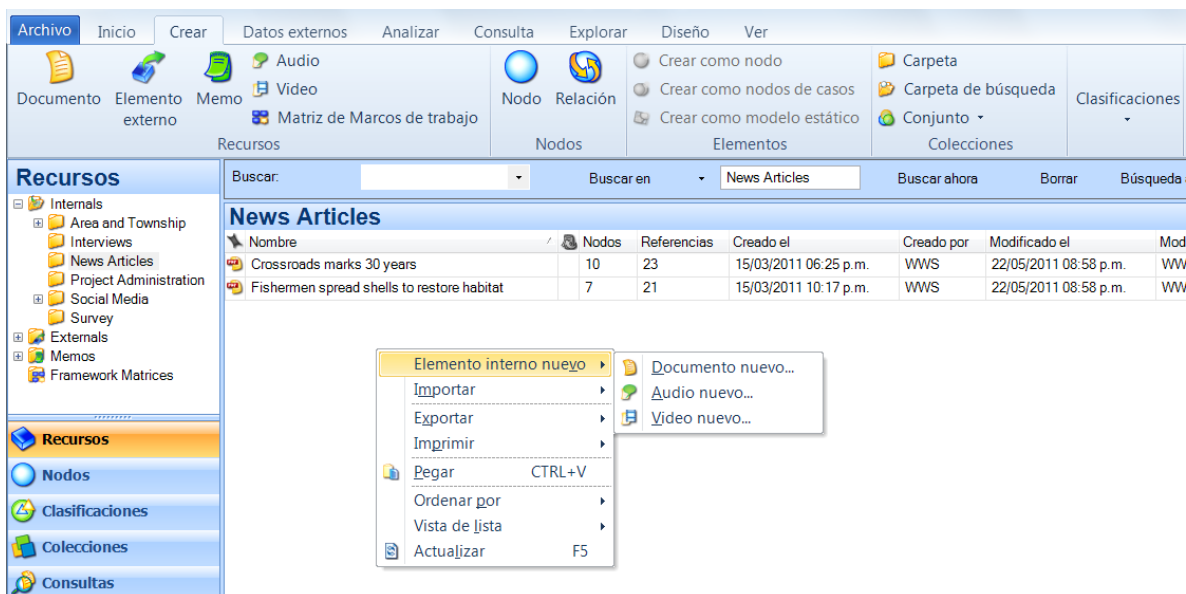 Archivo Inicio Crear Datos externos Analizar Consulta Explorar Diseño Ver
Documento
Elemento externo
Memo
Audio
Video
Matriz de Marcos de trabajo
Recursos
Nodo
Relación
Nodos
Crear como nodo
Crear como nodos de casos
Crear como modelo estático
Elementos
Carpeta
Carpeta de búsqueda
Conjunto
Colecciones
Clasificaciones
Recursos
Internals
Area and Township
Interviews
News Articles
Project Administration
Social Media
Survey
Externals
Memos
Framework Matrices
Recursos
Nodos
Clasificaciones
Colecciones
Consultas
Buscar: Buscar en News Articles Buscar ahora Borrar Búsqueda
News Articles
Nombre Nodos Referencias Creado el Creado por Modificado el Mod
Crossroads marks 30 years 10 23 15/03/2011 06:25 p.m. WWS 22/05/2011 08:58 p.m. WW
Fishermen spread shells to restore habitat 7 21 15/03/2011 10:17 p.m. WWS 22/05/2011 08:58 p.m. WW
Elemento interno nuevo
Importar
Exportar
Imprimir
Pegar CTRL+V
Ordenar por
Vista de lista
Actualizar F5
Documento nuevo...
Audio nuevo...
Video nuevo...